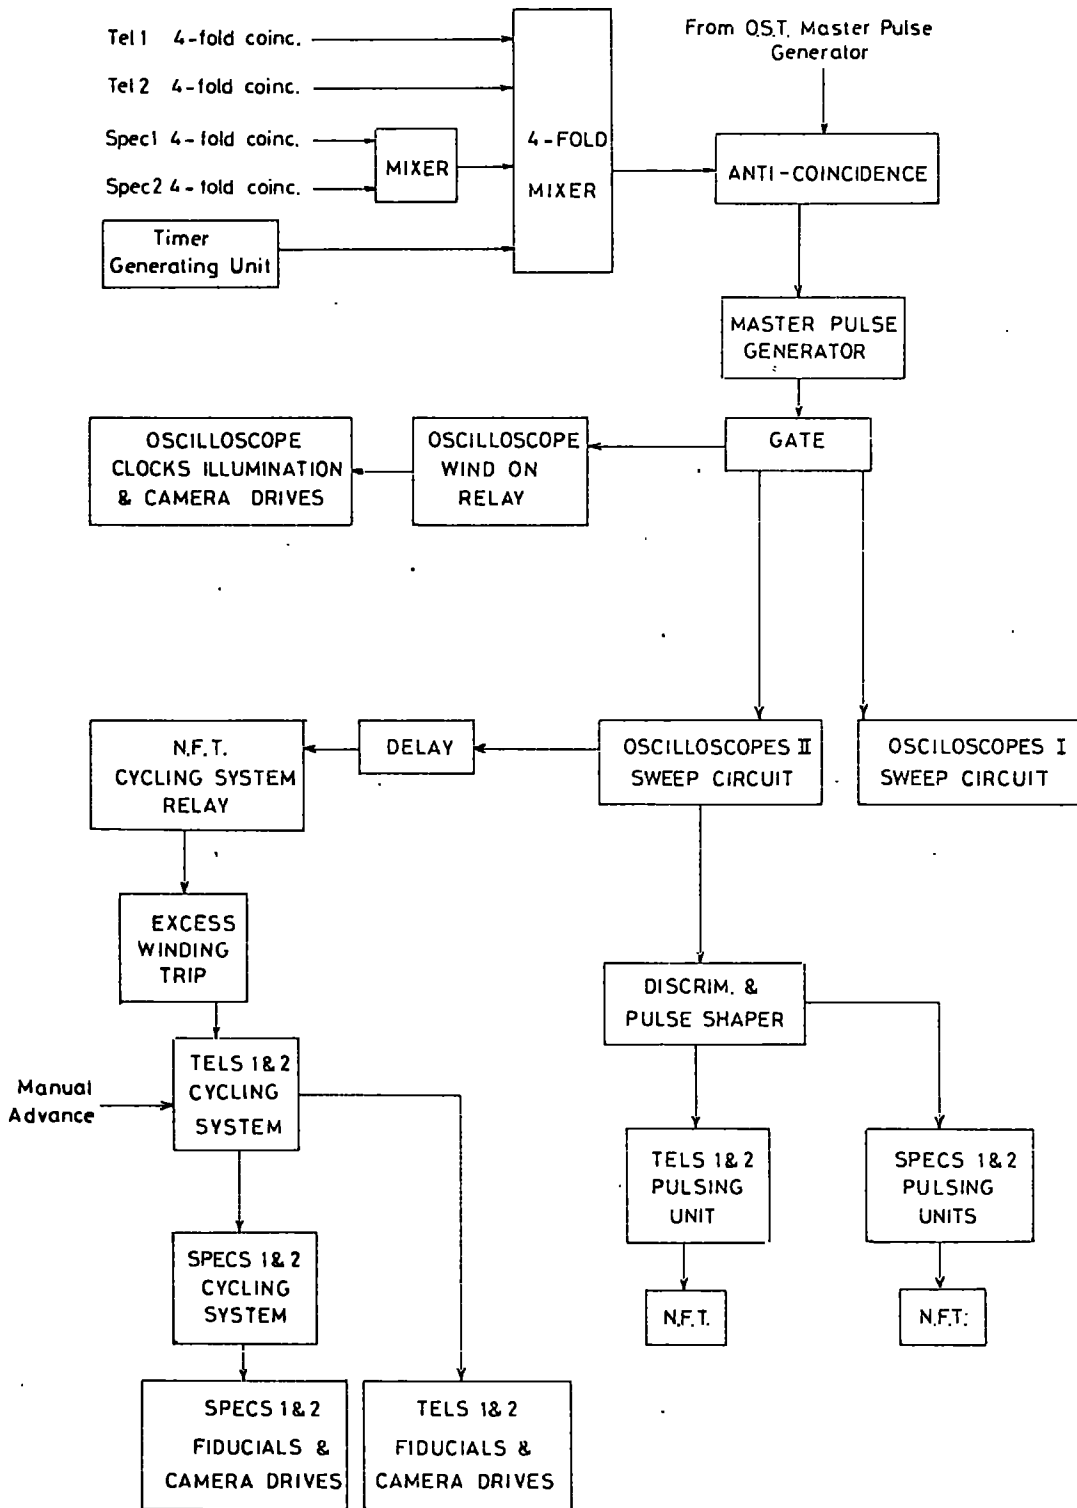 Tel 1 4-fold coinc.
Tel 2 4-fold coinc.
Spec1 4-fold coinc.
Spec2 4-fold coinc.
MIXER
Timer
Generating Unit
4-FOLD
MIXER
From O.S.T. Master Pulse
Generator
ANTI-COINCIDENCE
MASTER PULSE
GENERATOR
GATE
OSCILLOSCOPE
WIND ON
RELAY
OSCILLOSCOPE
CLOCKS ILLUMINATION
& CAMERA DRIVES
OSCILLOSCOPES II
SWEEP CIRCUIT
OSCILOSCOPES I
SWEEP CIRCUIT
DELAY
N.F.T.
CYCLING SYSTEM
RELAY
EXCESS
WINDING
TRIP
Manual
Advance
TELS 1&2
CYCLING
SYSTEM
SPECS 1&2
CYCLING
SYSTEM
SPECS 1&2
FIDUCIALS &
CAMERA DRIVES
TELS 1&2
FIDUCIALS &
CAMERA DRIVES
DISCRIM. &
PULSE SHAPER
TELS 1&2
PULSING
UNIT
SPECS 1&2
PULSING
UNITS
N.F.T.
N.F.T.